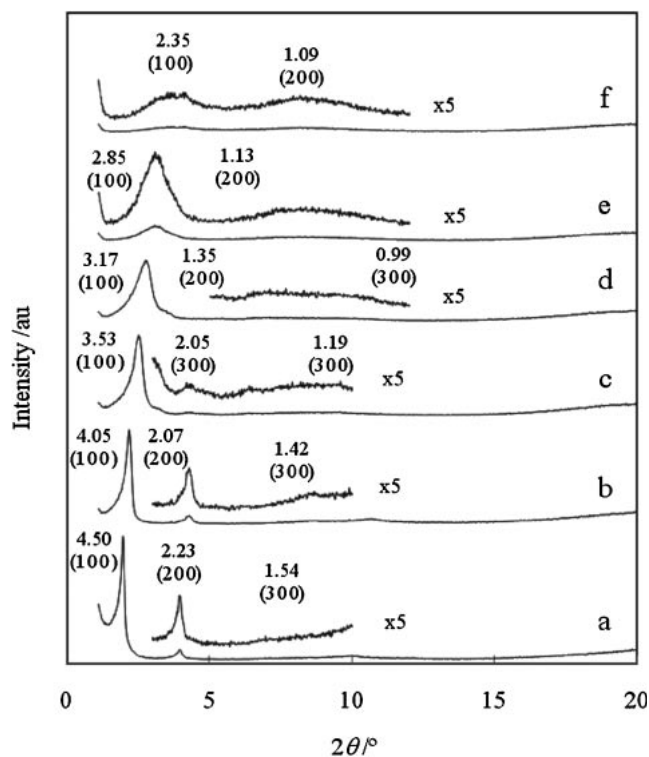 2.35 1.09
(100) (200)
x5 f
2.85 1.13
(100) (200)
x5 e
3.17 1.35 0.99
(100) (200) (300)
x5 d
3.53 2.05 1.19
(100) (300) (300)
x5 c
4.05 2.07 1.42
(100) (200) (300)
x5 b
4.50 2.23 1.54
(100) (200) (300)
x5 a
Intensity /au
0 5 10 15 20
2θ/°